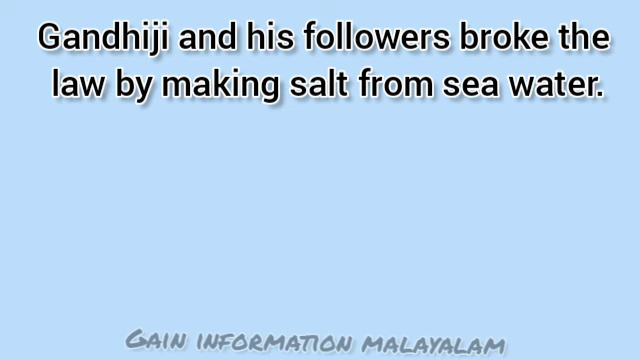 Gandhiji and his followers broke the
law by making salt from sea water.
Gain information malayalam